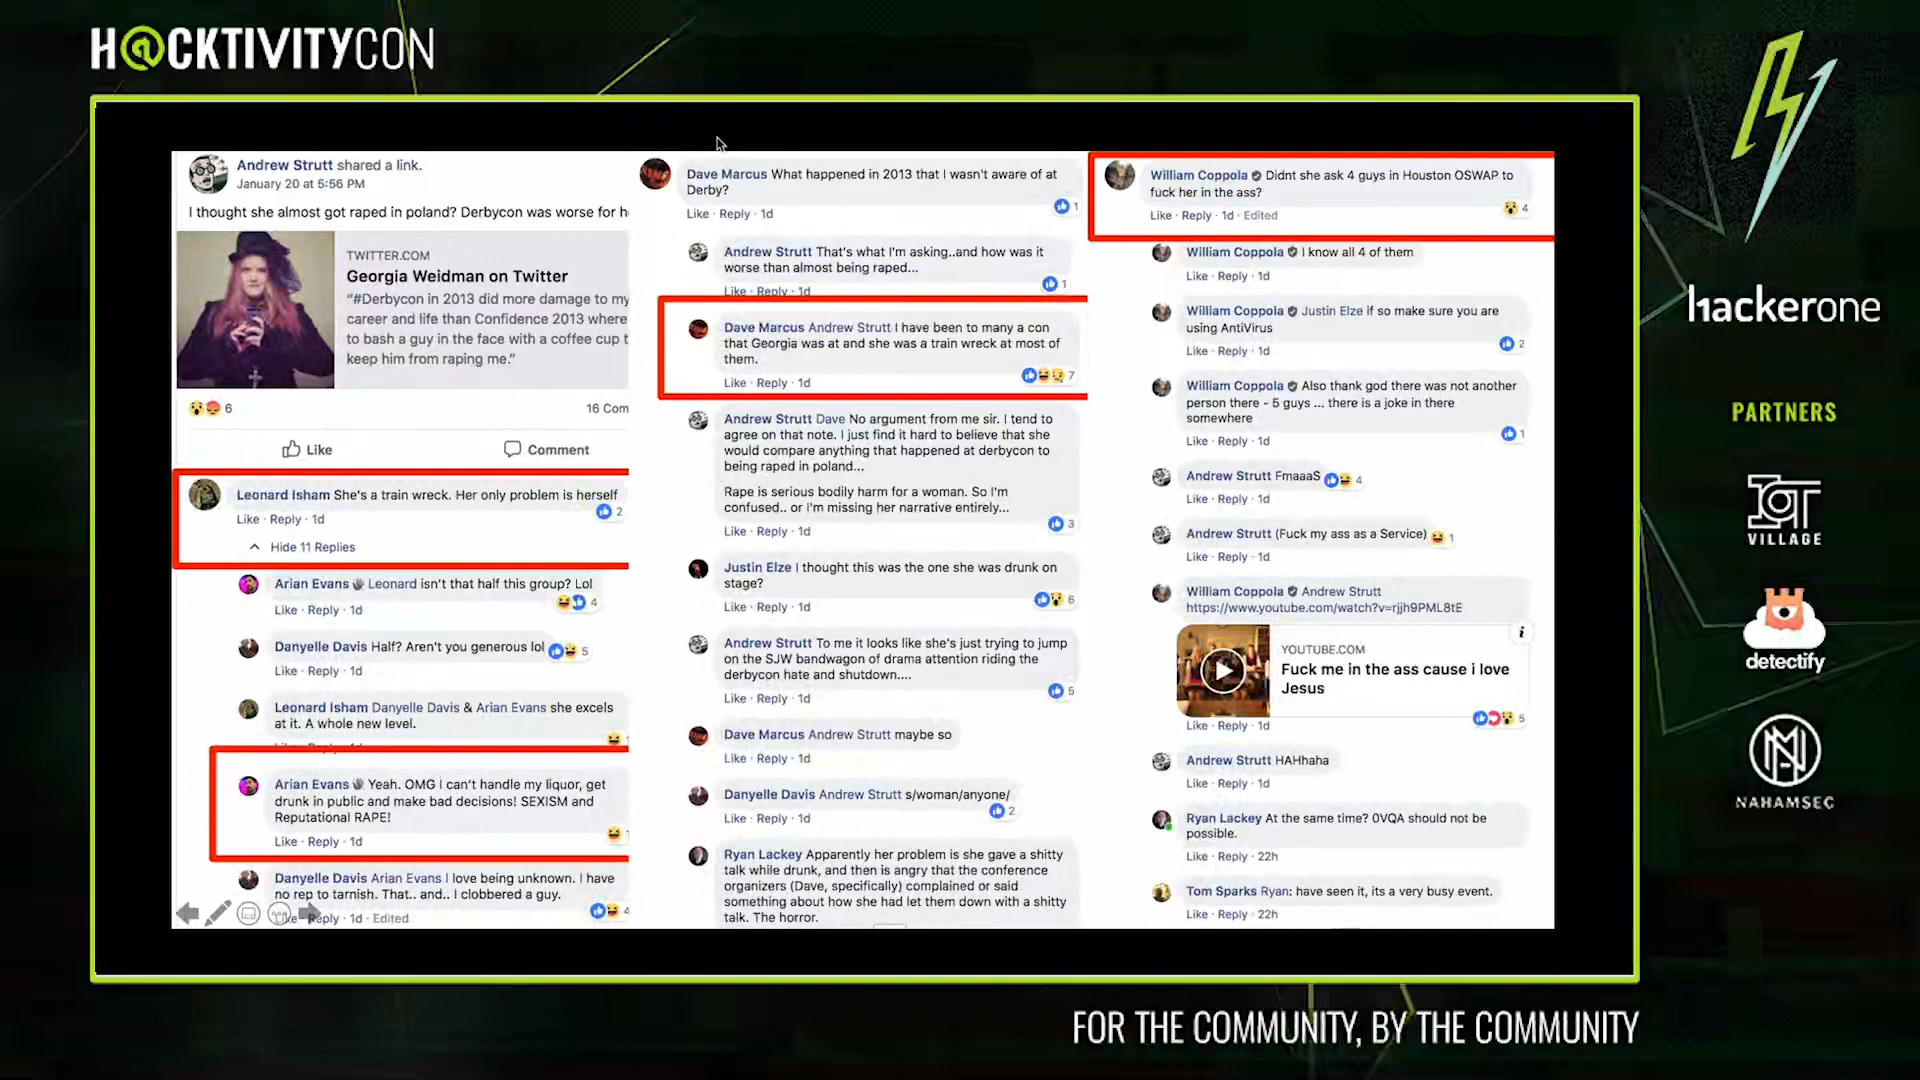 H@CKTIVITYCON
Andrew Strutt shared a link.
January 20 at 5:56 PM
I thought she almost got raped in poland? Derbycon was worse for h
TWITTER.COM
Georgia Weidman on Twitter
"#Derbycon in 2013 did more damage to my
career and life than Confidence 2013 where
to bash a guy in the face with a coffee cup t
keep him from raping me."
6
16 Com
Like
Comment
Leonard Isham She's a train wreck. Her only problem is herself
2
Like · Reply · 1d
Hide 11 Replies
Arian Evans Leonard isn't that half this group? Lol
4
Like · Reply · 1d
Danyelle Davis Half? Aren't you generous lol
5
Like · Reply · 1d
Leonard Isham Danyelle Davis & Arian Evans she excels
at it. A whole new level.
Like · Reply · 1d
Arian Evans Yeah. OMG I can't handle my liquor, get
drunk in public and make bad decisions! SEXISM and
Reputational RAPE!
Like · Reply · 1d
Danyelle Davis Arian Evans I love being unknown. I have
no rep to tarnish. That.. and.. I clobbered a guy.
4
Like · Reply · 1d · Edited
Dave Marcus What happened in 2013 that I wasn't aware of at
Derby?
1
Like · Reply · 1d
Andrew Strutt That's what I'm asking..and how was it
worse than almost being raped...
1
Like · Reply · 1d
Dave Marcus Andrew Strutt I have been to many a con
that Georgia was at and she was a train wreck at most of
them.
7
Like · Reply · 1d
Andrew Strutt Dave No argument from me sir. I tend to
agree on that note. I just find it hard to believe that she
would compare anything that happened at derbycon to
being raped in poland...
Rape is serious bodily harm for a woman. So I'm
confused.. or i'm missing her narrative entirely...
3
Like · Reply · 1d
Justin Elze I thought this was the one she was drunk on
stage?
6
Like · Reply · 1d
Andrew Strutt To me it looks like she's just trying to jump
on the SJW bandwagon of drama attention riding the
derbycon hate and shutdown....
5
Like · Reply · 1d
Dave Marcus Andrew Strutt maybe so
Like · Reply · 1d
Danyelle Davis Andrew Strutt s/woman/anyone/
2
Like · Reply · 1d
Ryan Lackey Apparently her problem is she gave a shitty
talk while drunk, and then is angry that the conference
organizers (Dave, specifically) complained or said
something about how she had let them down with a shitty
talk. The horror.
William Coppola Didnt she ask 4 guys in Houston OSWAP to
fuck her in the ass?
4
Like · Reply · 1d · Edited
William Coppola I know all 4 of them
Like · Reply · 1d
William Coppola Justin Elze if so make sure you are
using AntiVirus
2
Like · Reply · 1d
William Coppola Also thank god there was not another
person there - 5 guys ... there is a joke in there
somewhere
1
Like · Reply · 1d
Andrew Strutt FmaaaS
4
Like · Reply · 1d
Andrew Strutt (Fuck my ass as a Service)
1
Like · Reply · 1d
William Coppola Andrew Strutt
https://www.youtube.com/watch?v=rjjh9PML8tE
YOUTUBE.COM
Fuck me in the ass cause i love
Jesus
5
Like · Reply · 1d
Andrew Strutt HAHhaha
Like · Reply · 1d
Ryan Lackey At the same time? 0VQA should not be
possible.
Like · Reply · 22h
Tom Sparks Ryan: have seen it, its a very busy event.
Like · Reply · 22h
hackerone
PARTNERS
IOT
VILLAGE
detectify
NAHAMSEC
FOR THE COMMUNITY, BY THE COMMUNITY